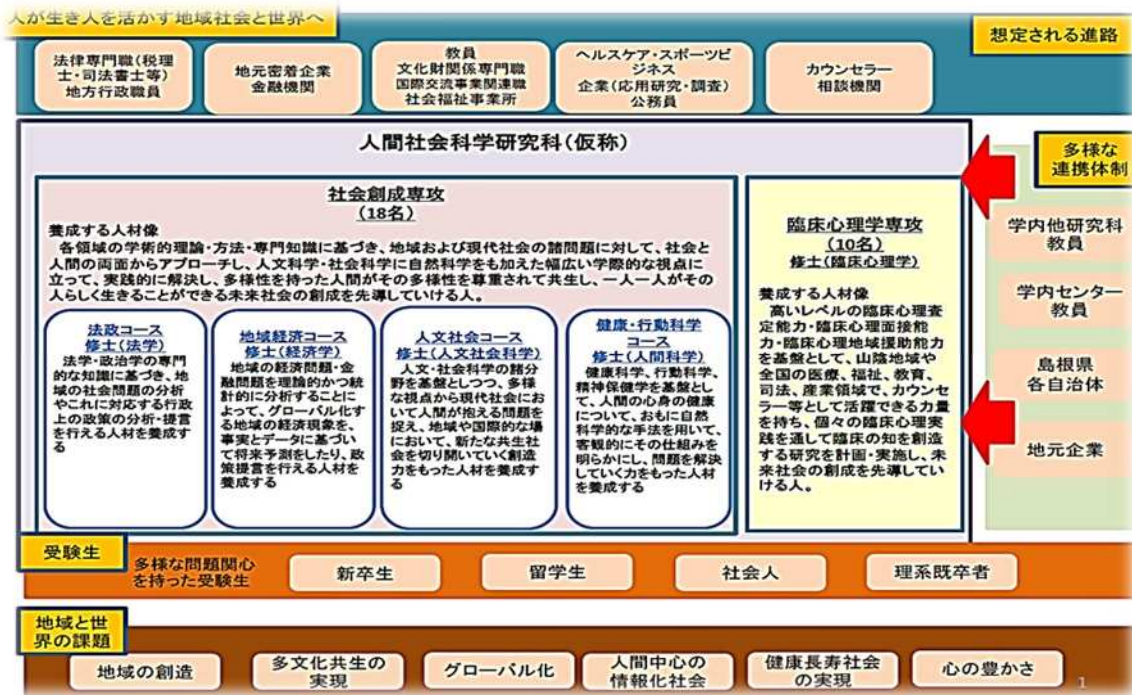 人が生き人を活かす地域社会と世界へ
想定される進路
法律専門職(税理
士・司法書士等)
地方行政職員
地元密着企業
金融機関
教員
文化財関係専門職
国際交流事業関連職
社会福祉事業所
ヘルスケア・スポーツビ
ジネス
企業(応用研究・調査)
公務員
カウンセラー
相談機関
人間社会科学研究科(仮称)
社会創成専攻
(18名)
養成する人材像
各領域の学術的理論・方法・専門知識に基づき、地域および現代社会の諸問題に対して、社会と
人間の両面からアプローチし、人文科学・社会科学に自然科学をも加えた幅広い学際的な視点に
立って、実践的に解決し、多様性を持った人間がその多様性を尊重されて共生し、一人一人がその
人らしく生きることができる未来社会の創成を先導していける人。
法政コース
修士(法学)
法学・政治学の専門
的な知識に基づき、地
域の社会問題の分析
やこれに対応する行政
上の政策の分析・提言
を行える人材を養成す
る
地域経済コース
修士(経済学)
地域の経済問題・金
融問題を理論的かつ統
計的に分析することに
よって、グローバル化す
る地域の経済現象を、
事実とデータに基づい
て将来予測をしたり、政
策提言を行える人材を
養成する
人文社会コース
修士(人文社会科学)
人文・社会科学の諸分
野を基盤としつつ、多様
な視点から現代社会に
おいて人間が抱える問題を
捉え、地域や国際的な場
において、新たな共生社
会を切り開いていく創造
力をもった人材を養成す
る
健康・行動科学
コース
修士(人間科学)
健康科学、行動科学、
精神保健学を基盤とし
て、人間の心身の健康
について、おもに自然
科学的な手法を用いて、
客観的にその仕組みを
明らかにし、問題を解決
していく力をもった人材
を養成する
臨床心理学専攻
(10名)
修士(臨床心理学)
養成する人材像
高いレベルの臨床心理査
定能力・臨床心理面接能
力・臨床心理地域援助能力
を基盤として、山陰地域や
全国の医療、福祉、教育、
司法、産業領域で、カウンセ
ラー等として活躍できる力量
を持ち、個々の臨床心理実
践を通して臨床の知を創造
する研究を計画・実施し、未
来社会の創成を先導してい
ける人。
多様な
連携体制
学内他研究科
教員
学内センター
教員
島根県
各自治体
地元企業
受験生
多様な問題関心
を持った受験生
新卒生
留学生
社会人
理系既卒者
地域と世
界の課題
地域の創造
多文化共生の
実現
グローバル化
人間中心の
情報化社会
健康長寿社会
の実現
心の豊かさ
1